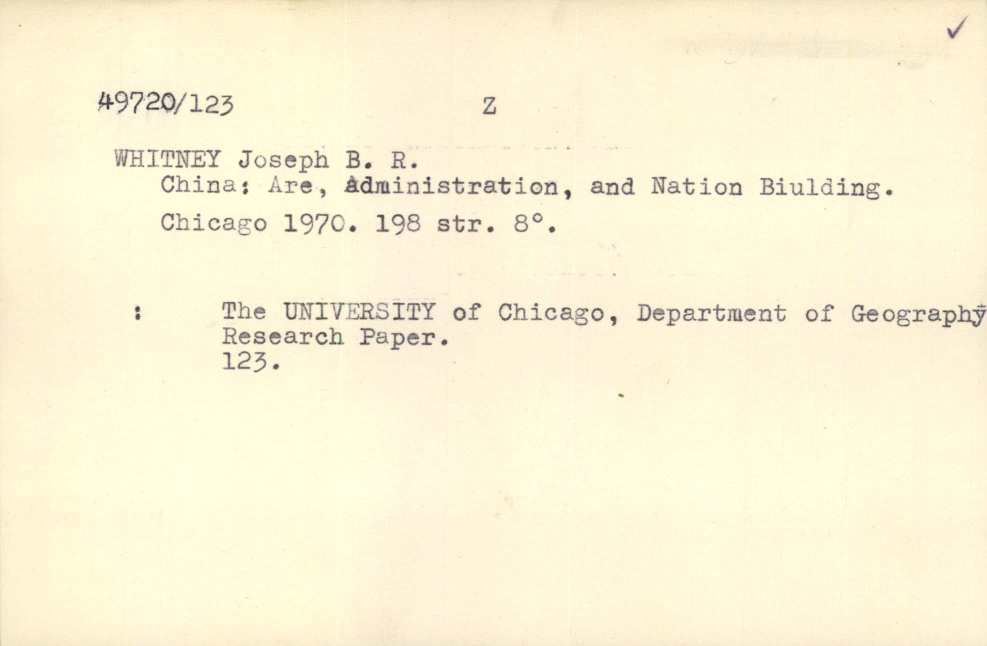 49720/123 Z
WHITNEY Joseph B. R.
China: Are, Administration, and Nation Biulding.
Chicago 1970. 198 str. 8°.
: The UNIVERSITY of Chicago, Department of Geography
Research Paper.
123.